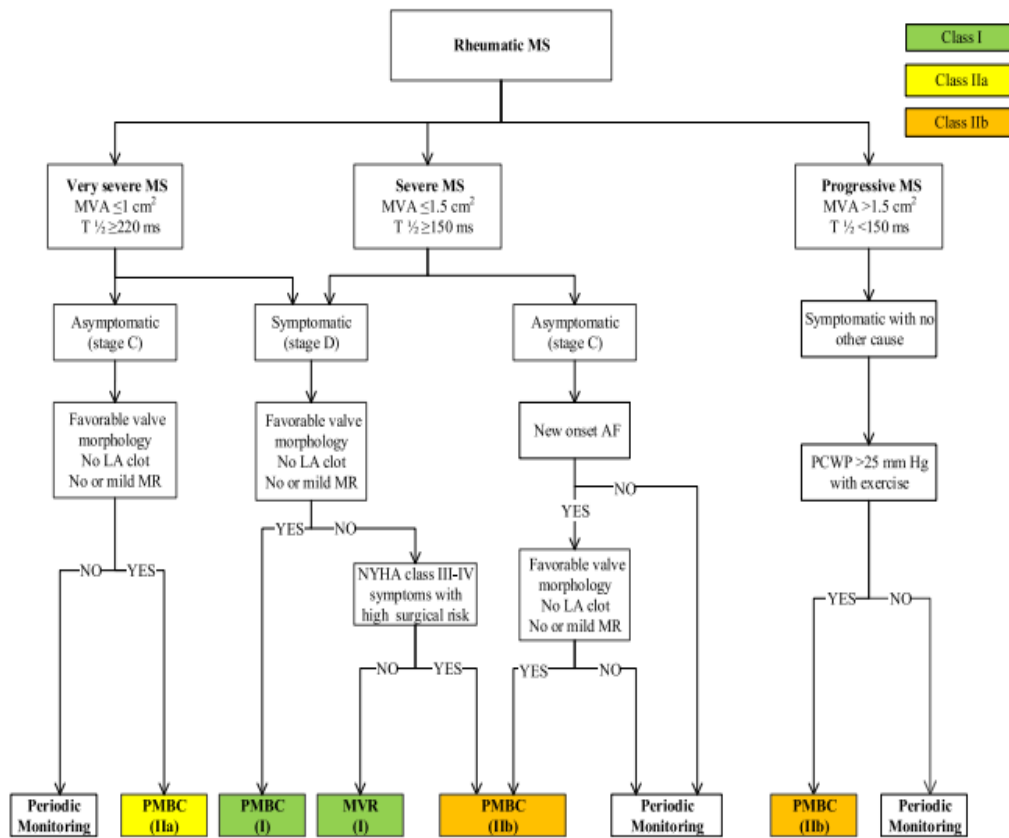 Rheumatic MS
Class I
Class IIa
Class IIb
Very severe MS
MVA ≤1 cm²
T ½ ≥220 ms
Severe MS
MVA ≤1.5 cm²
T ½ ≥150 ms
Progressive MS
MVA >1.5 cm²
T ½ <150 ms
Asymptomatic
(stage C)
Symptomatic
(stage D)
Asymptomatic
(stage C)
Symptomatic with no
other cause
Favorable valve
morphology
No LA clot
No or mild MR
Favorable valve
morphology
No LA clot
No or mild MR
New onset AF
PCWP >25 mm Hg
with exercise
NO
YES
YES
NO
YES
NO
NYHA class III-IV
symptoms with
high surgical risk
Favorable valve
morphology
No LA clot
No or mild MR
YES
NO
NO
YES
YES
NO
Periodic
Monitoring
PMBC
(IIa)
PMBC
(I)
MVR
(I)
PMBC
(IIb)
Periodic
Monitoring
PMBC
(IIb)
Periodic
Monitoring